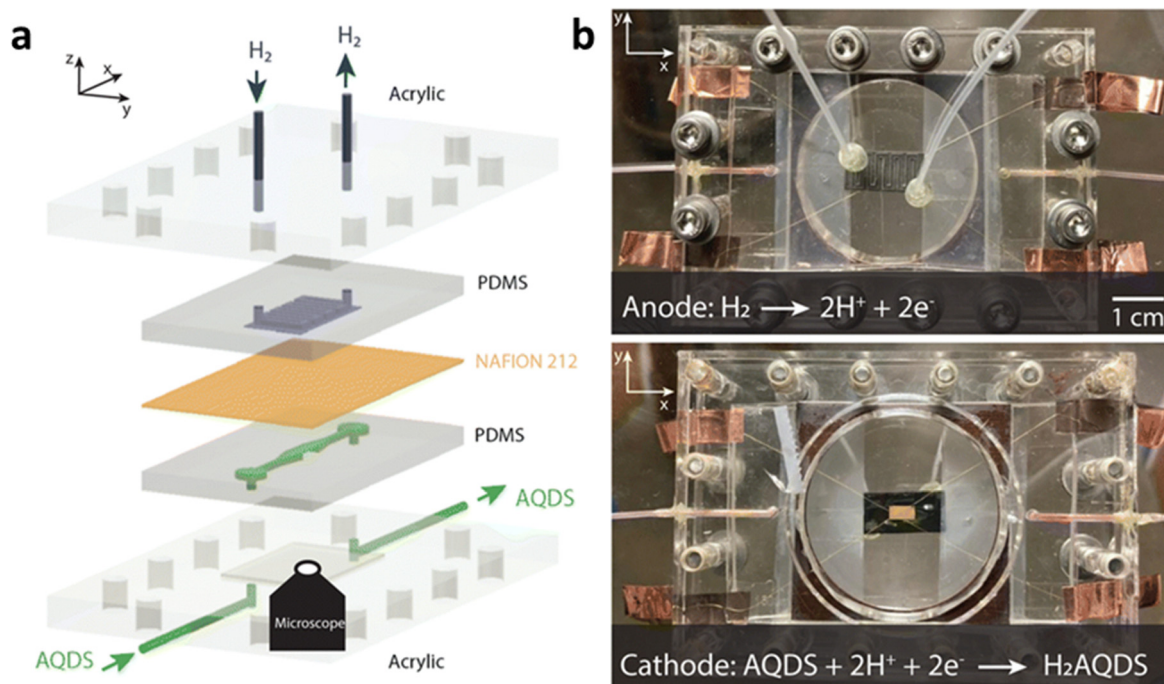 a
H₂ H₂
z
x
y
Acrylic
PDMS
NAFION 212
PDMS
AQDS
Microscope
AQDS
Acrylic
b
y
x
Anode: H₂ → 2H⁺ + 2e⁻
1 cm
y
x
Cathode: AQDS + 2H⁺ + 2e⁻ → H₂AQDS